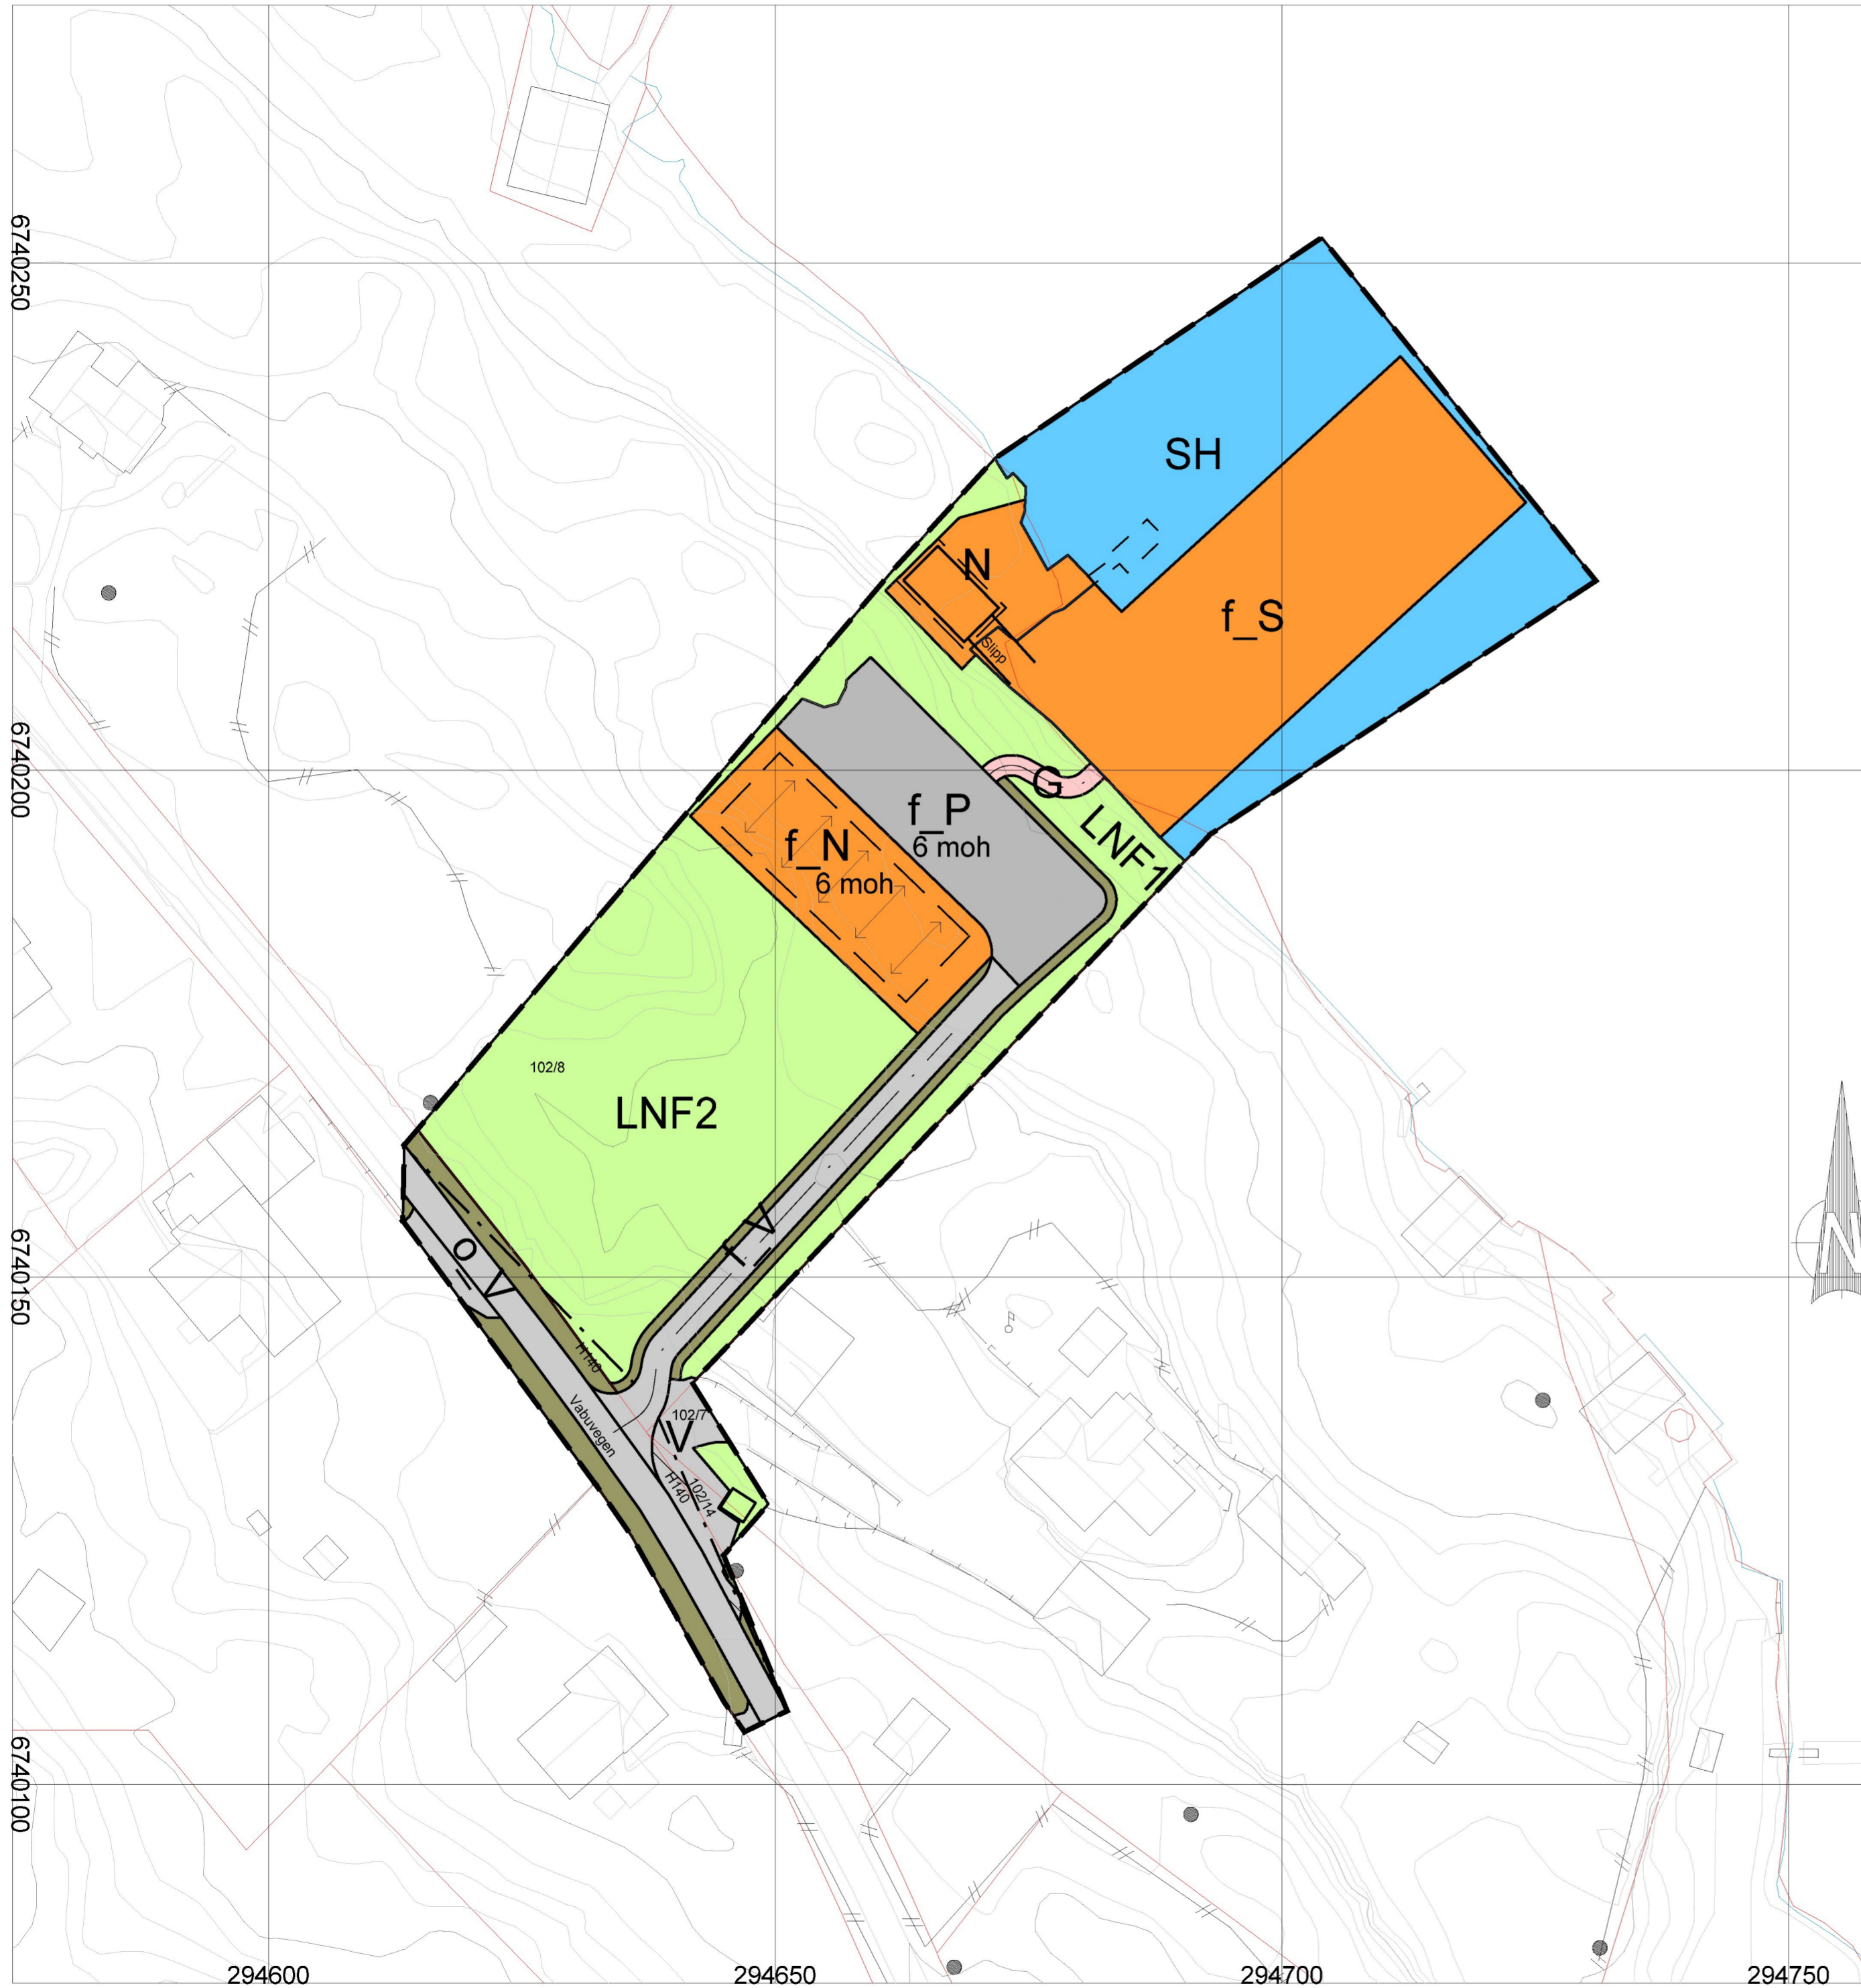 6740250
SH
N
f_S
Slipp
6740200
G
f_P
6 moh
LNF1
f_N
6 moh
102/8
LNF2
N
f_V
o_V
6740150
H140
Vabuvegen
102/7
V
H140
102/14
6740100
294600
294650
294700
294750